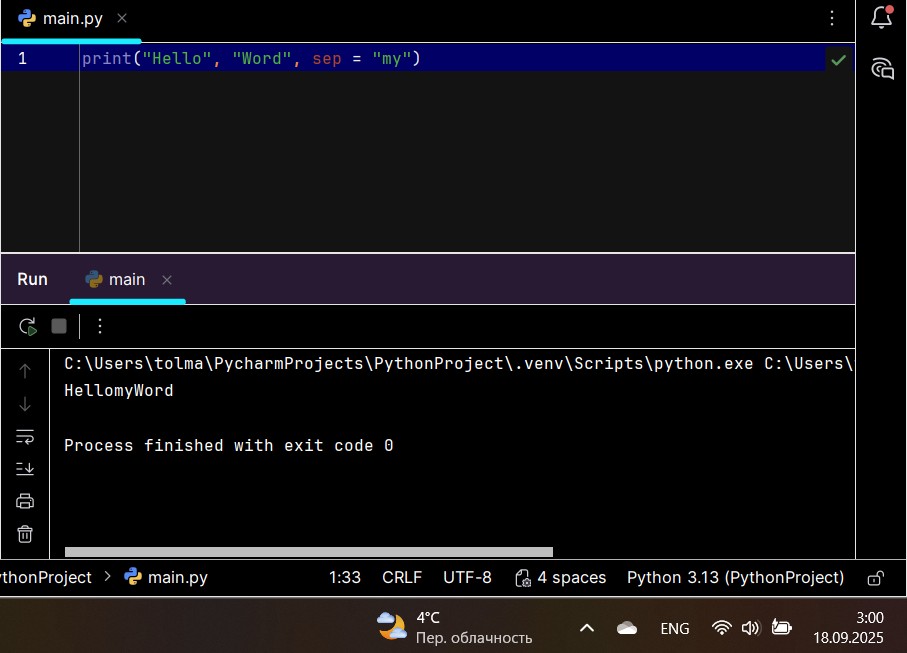 main.py
1 print("Hello", "Word", sep = "my")
Run main
C:\Users\tolma\PycharmProjects\PythonProject\.venv\Scripts\python.exe C:\Users\
HellomyWord
Process finished with exit code 0
thonProject > main.py 1:33 CRLF UTF-8 4 spaces Python 3.13 (PythonProject)
4°C
Пер. облачность
ENG
3:00
18.09.2025